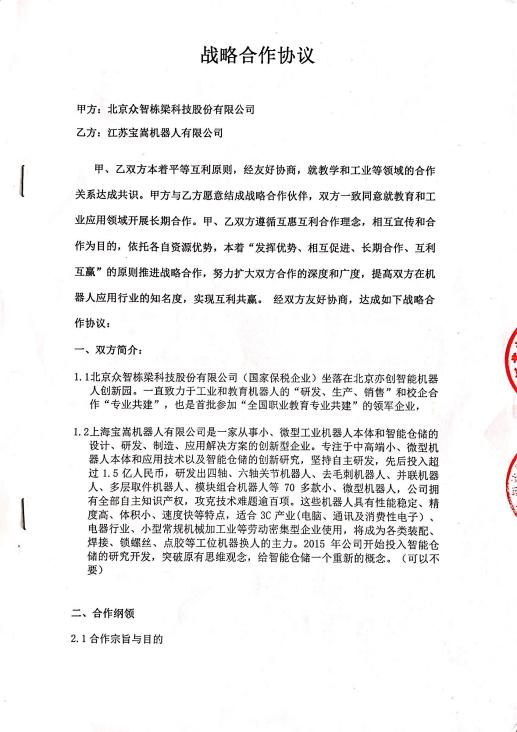 战略合作协议
甲方：北京众智栋梁科技股份有限公司
乙方：江苏宝嵩机器人有限公司
甲、乙双方本着平等互利原则，经友好协商，就教学和工业等领域的合作
关系达成共识。甲方与乙方愿意结成战略合作伙伴，双方一致同意就教育和工
业应用领域开展长期合作。甲、乙双方遵循互惠互利合作理念，相互宣传和合
作为目的，依托各自资源优势，本着“发挥优势、相互促进、长期合作、互利
互赢”的原则推进战略合作，努力扩大双方合作的深度和广度，提高双方在机
器人应用行业的知名度，实现互利共赢。 经双方友好协商，达成如下战略合
作协议：
一、双方简介：
1.1北京众智栋梁科技股份有限公司（国家保税企业）坐落在北京亦创智能机器
人创新园。一直致力于工业和教育机器人的“研发、生产、销售”和校企合
作“专业共建”，也是首批参加“全国职业教育专业共建”的领军企业，
1.2上海宝嵩机器人有限公司是一家从事小、微型工业机器人本体和智能仓储的
设计、研发、制造、应用解决方案的创新型企业。专注于中高端小、微型机
器人本体和应用技术以及智能仓储的创新研究，坚持自主研发，先后投入超
过 1.5 亿人民币，研发出四轴、六轴关节机器人、去毛刺机器人、并联机器
人、多层取件机器人、模块组合机器人等 70 多款小、微型机器人，公司拥
有全部自主知识产权，攻克技术难题逾百项。这些机器人具有性能稳定、精
度高、体积小、速度快等特点，适合 3C 产业(电脑、通讯及消费性电子）、
电器行业、小型常规机械加工业等劳动密集型企业使用，将成为各类装配、
焊接、锁螺丝、点胶等工位机器换人的主力。2015 年公司开始投入智能仓
储的研究开发，突破原有思维观念，给智能仓储一个重新的概念。（可以不
要）
二、合作纲领
2.1 合作宗旨与目的